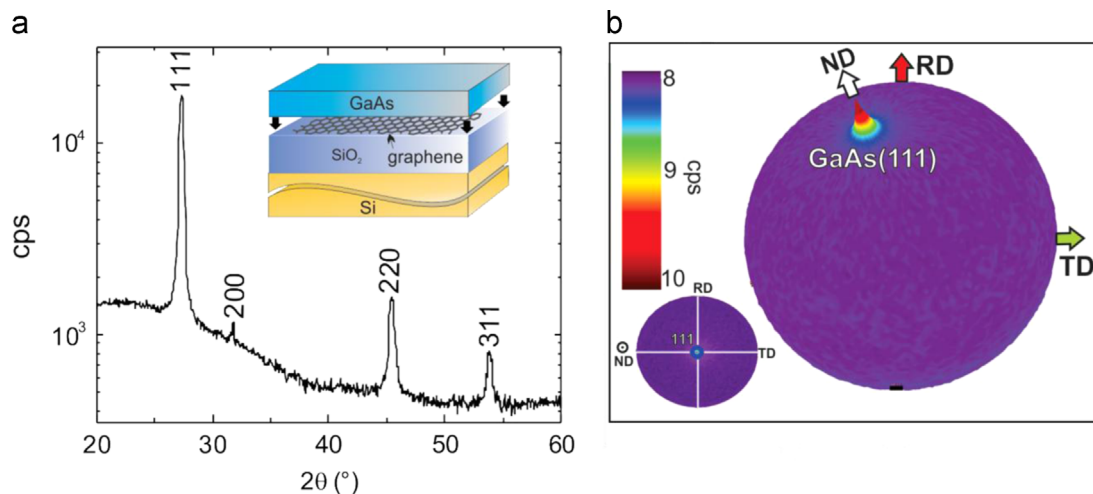 a
111
200
220
311
10⁴
10³
cps
20 30 40 50 60
2θ (°)
GaAs
SiO₂
graphene
Si
b
8
9
10
cps
ND
RD
GaAs(111)
TD
RD
111
ND
TD